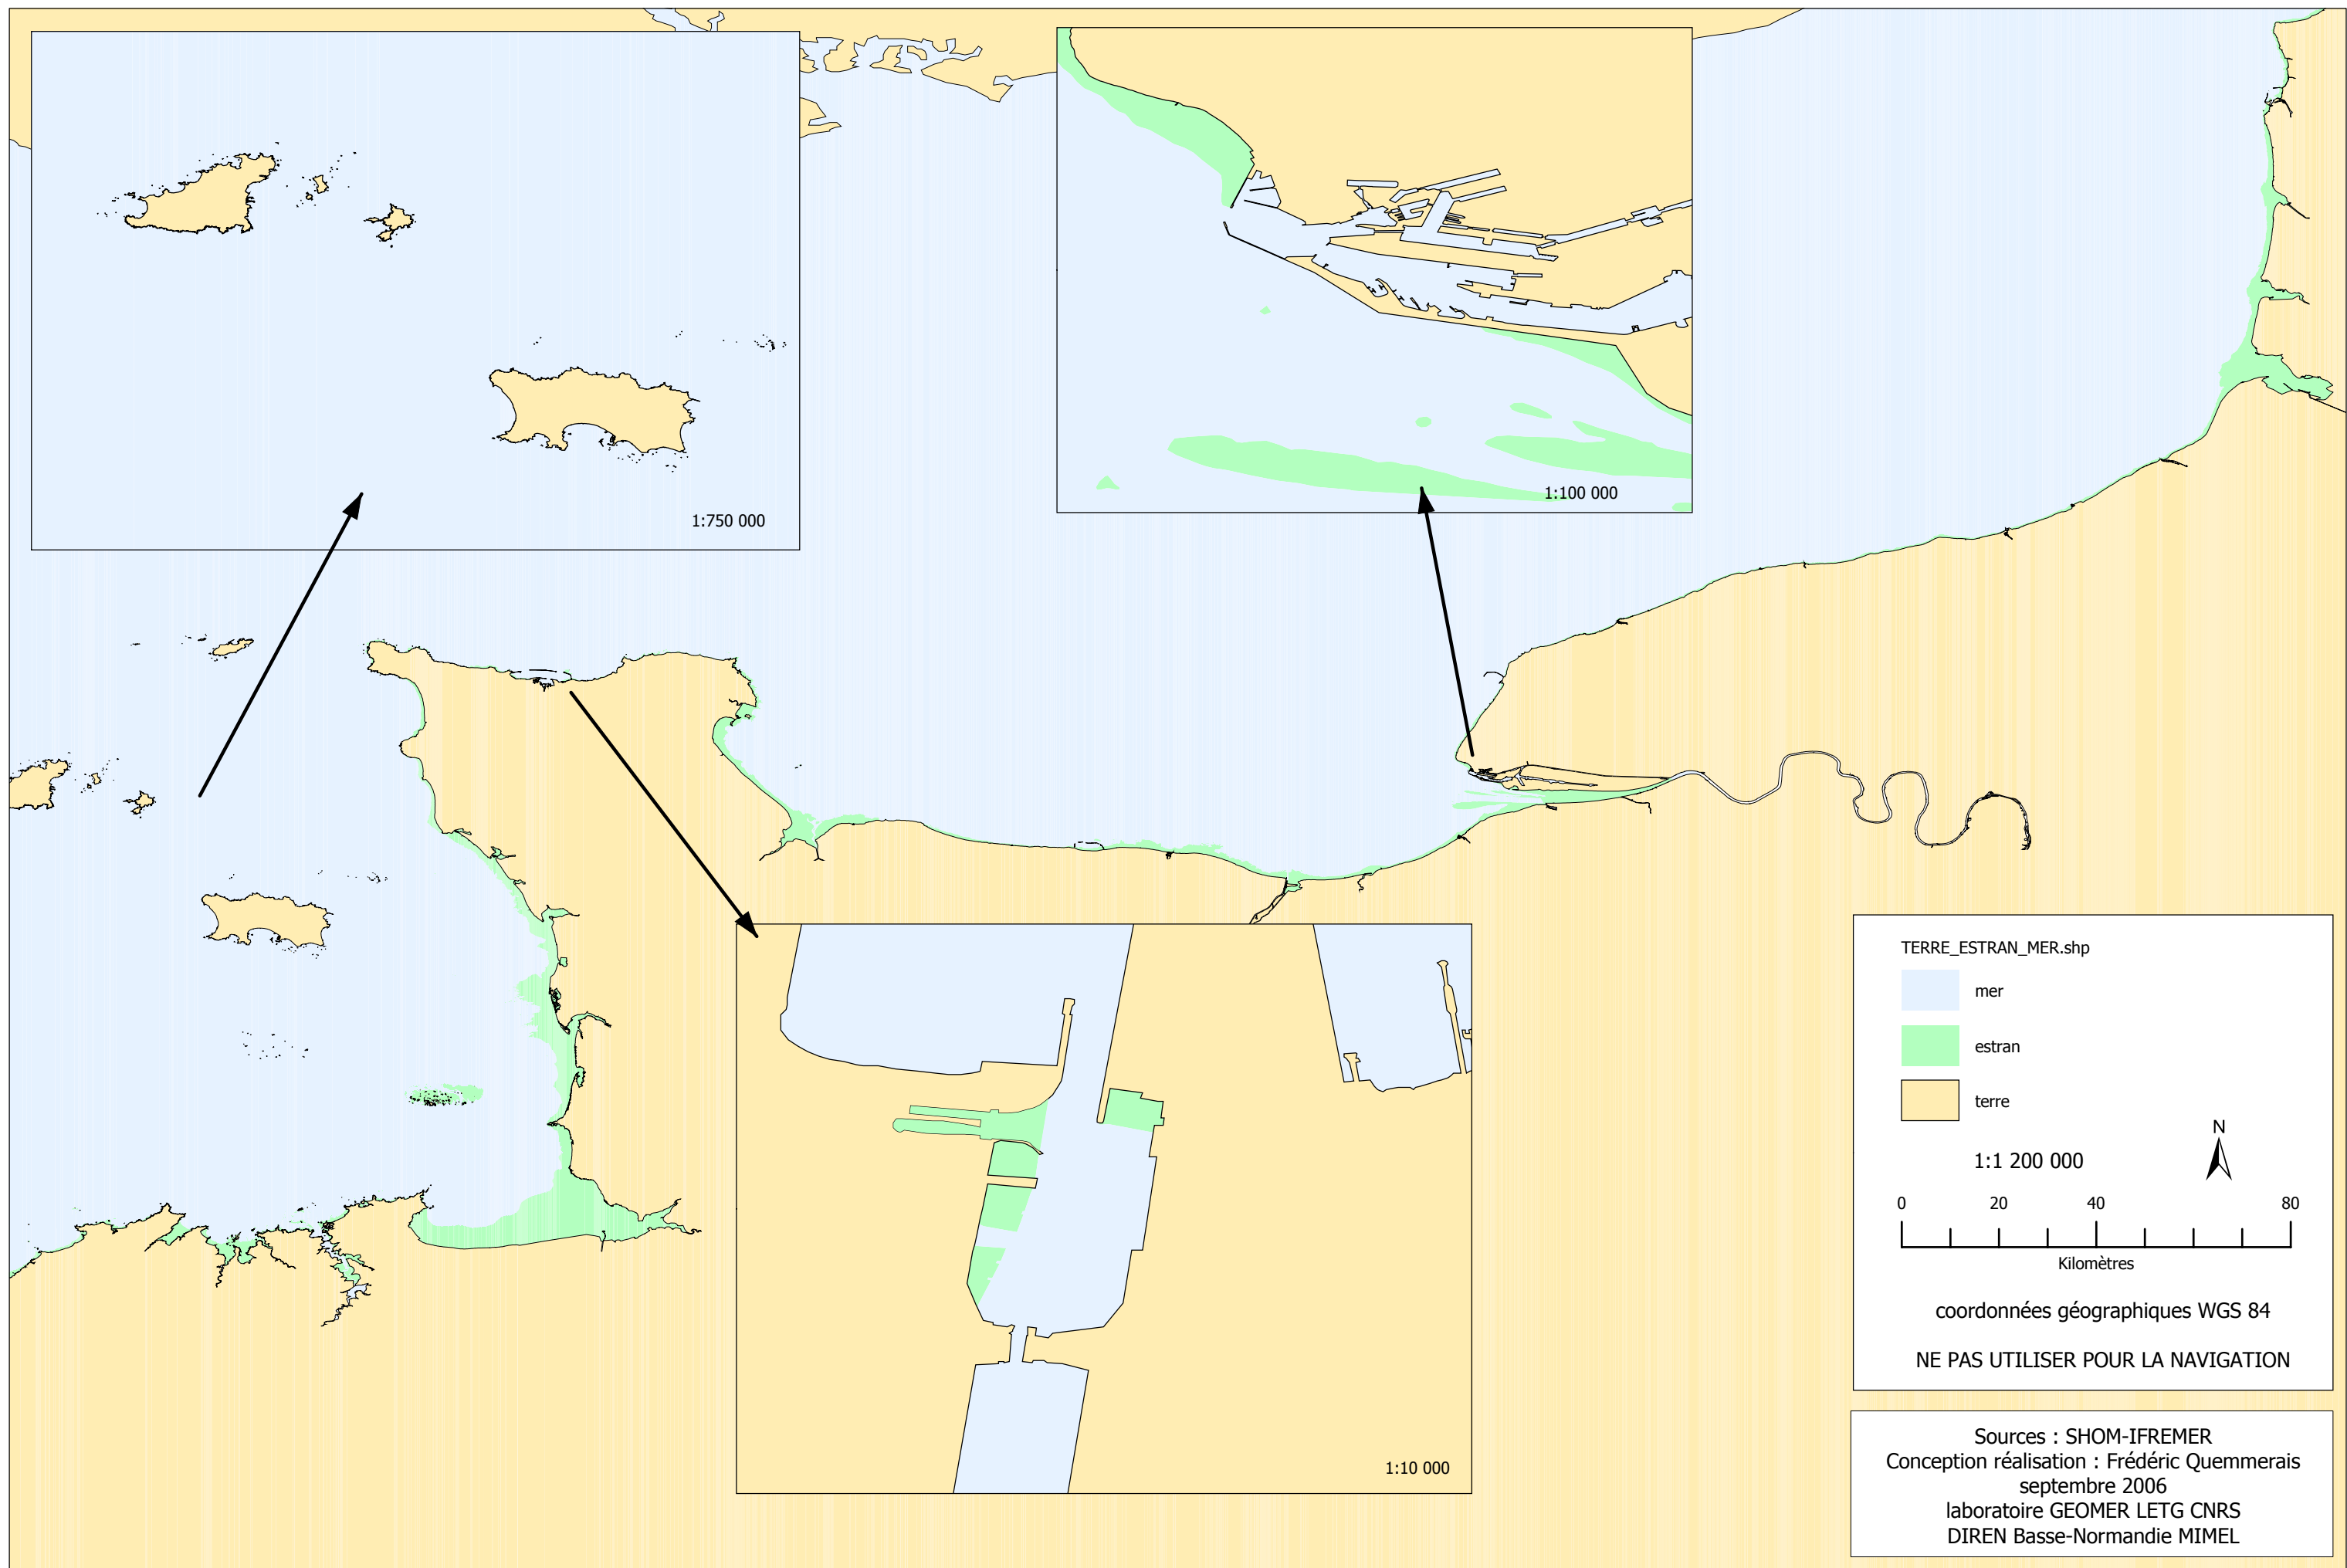 1:750 000
1:100 000
1:10 000
TERRE_ESTRAN_MER.shp
mer
estran
terre
1:1 200 000
N
0 20 40 80
Kilomètres
coordonnées géographiques WGS 84
NE PAS UTILISER POUR LA NAVIGATION
Sources : SHOM-IFREMER
Conception réalisation : Frédéric Quemmerais
septembre 2006
laboratoire GEOMER LETG CNRS
DIREN Basse-Normandie MIMEL